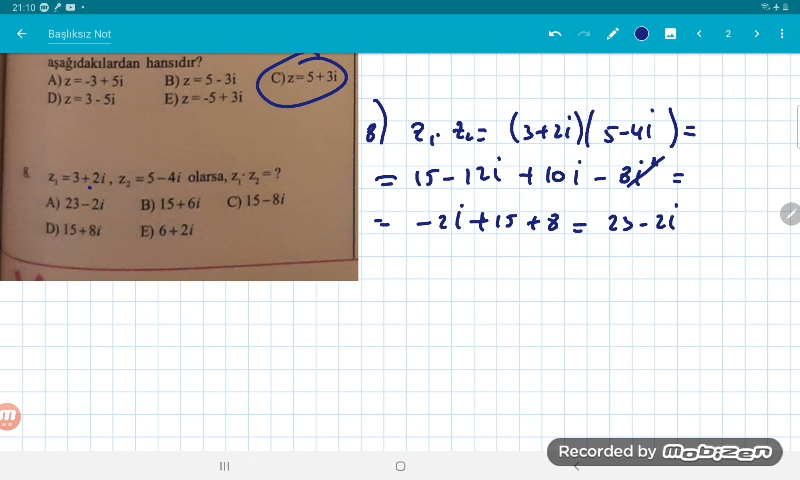 21:10
Başlıksız Not
2
aşağıdakılardan hansıdır?
A) z = -3 + 5i B) z = 5 - 3i C) z = 5 + 3i
D) z = 3 - 5i E) z = -5 + 3i
8. z₁ = 3 + 2i , z₂ = 5 – 4i olarsa, z₁· z₂ = ?
A) 23 – 2i B) 15 + 6i C) 15 – 8i
D) 15 + 8i E) 6 + 2i
8) z₁ · z₂ = (3+2i)(5-4i) =
= 15 - 12i + 10i - 8i² =
= -2i + 15 + 8 = 23 - 2i
Recorded by mobizen